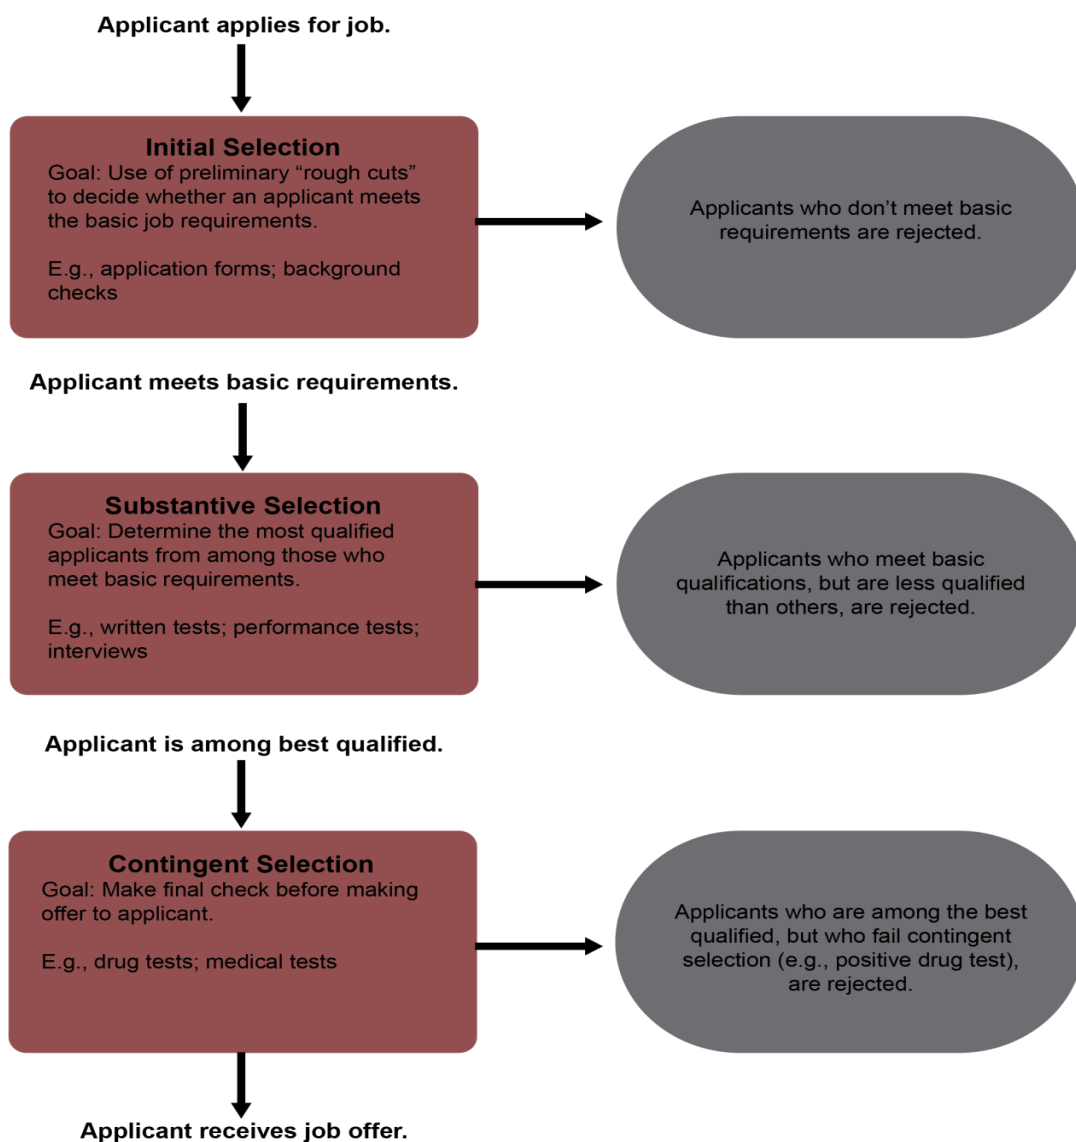 Applicant applies for job.
Initial Selection
Goal: Use of preliminary “rough cuts”
to decide whether an applicant meets
the basic job requirements.
E.g., application forms; background
checks
Applicants who don’t meet basic
requirements are rejected.
Applicant meets basic requirements.
Substantive Selection
Goal: Determine the most qualified
applicants from among those who
meet basic requirements.
E.g., written tests; performance tests;
interviews
Applicants who meet basic
qualifications, but are less qualified
than others, are rejected.
Applicant is among best qualified.
Contingent Selection
Goal: Make final check before making
offer to applicant.
E.g., drug tests; medical tests
Applicants who are among the best
qualified, but who fail contingent
selection (e.g., positive drug test),
are rejected.
Applicant receives job offer.